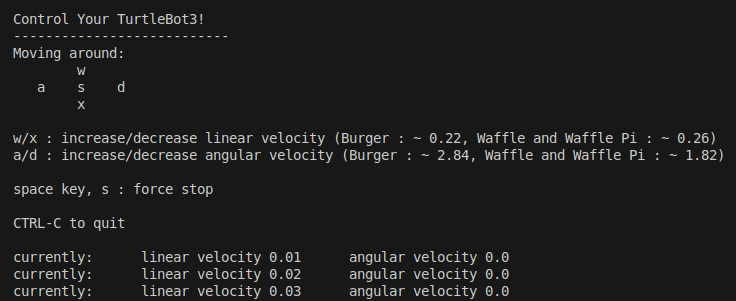 Control Your TurtleBot3!
---------------------------
Moving around:
        w
   a    s    d
        x

w/x : increase/decrease linear velocity (Burger : ~ 0.22, Waffle and Waffle Pi : ~ 0.26)
a/d : increase/decrease angular velocity (Burger : ~ 2.84, Waffle and Waffle Pi : ~ 1.82)

space key, s : force stop

CTRL-C to quit

currently:      linear velocity 0.01      angular velocity 0.0
currently:      linear velocity 0.02      angular velocity 0.0
currently:      linear velocity 0.03      angular velocity 0.0